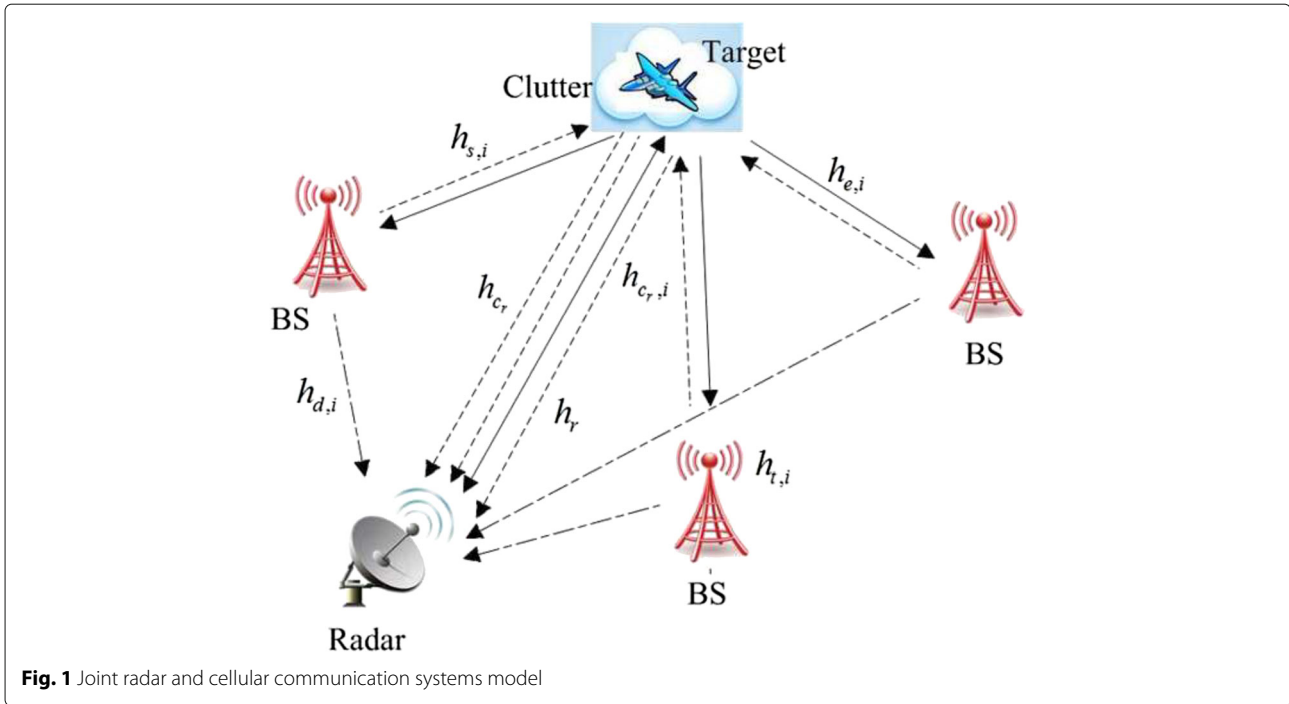 Target
Clutter
h_{s,i}
h_{e,i}
h_{c_r}
h_{c_r,i}
BS
BS
h_{d,i}
h_r
h_{t,i}
BS
Radar
Fig. 1 Joint radar and cellular communication systems model